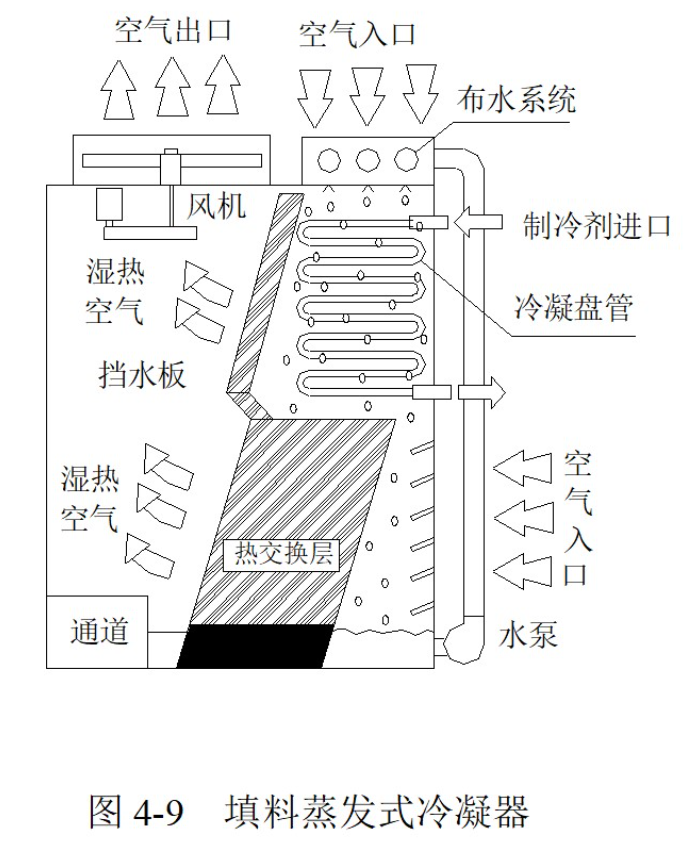 空气出口
空气入口
布水系统
风机
制冷剂进口
湿热
空气
冷凝盘管
挡水板
湿热
空气
空
气
入
口
热交换层
通道
水泵
图 4-9 填料蒸发式冷凝器